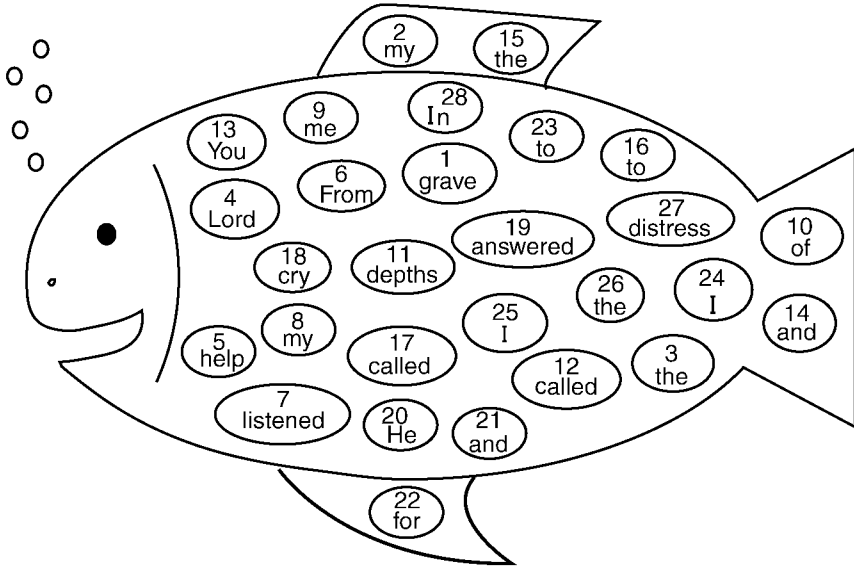 2
my
15
the
13
You
9
me
28
In
23
to
16
to
4
Lord
6
From
1
grave
27
distress
19
answered
10
of
18
cry
11
depths
26
the
24
I
5
help
8
my
17
called
25
I
12
called
3
the
14
and
7
listened
20
He
21
and
22
for